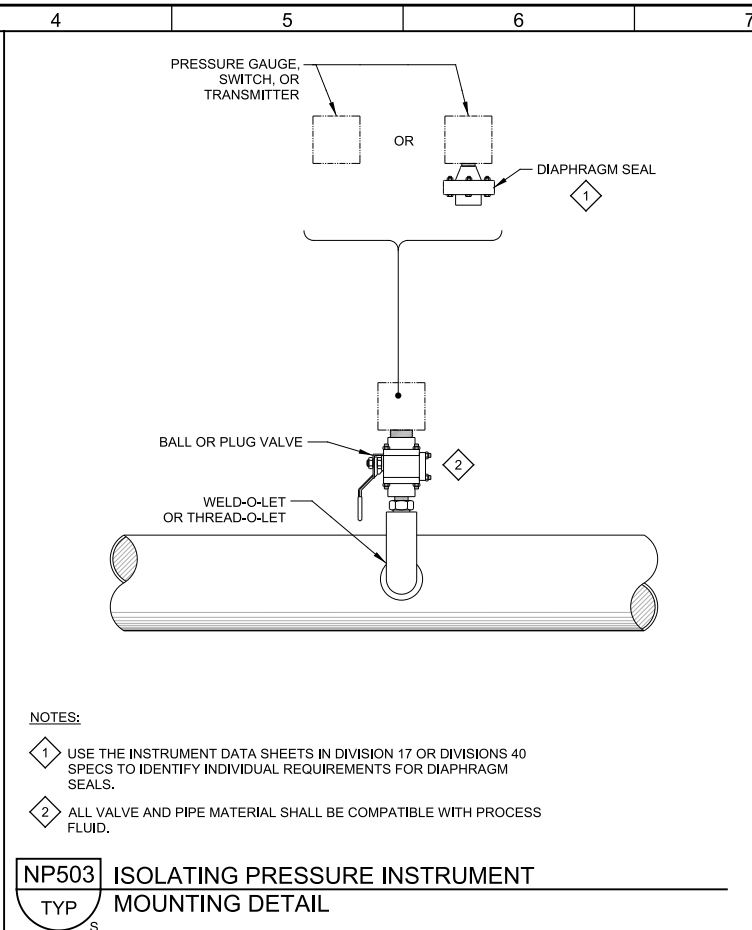 4 5 6 7
PRESSURE GAUGE,
SWITCH, OR
TRANSMITTER
OR
DIAPHRAGM SEAL
1
BALL OR PLUG VALVE
2
WELD-O-LET
OR THREAD-O-LET
NOTES:
1 USE THE INSTRUMENT DATA SHEETS IN DIVISION 17 OR DIVISIONS 40
SPECS TO IDENTIFY INDIVIDUAL REQUIREMENTS FOR DIAPHRAGM
SEALS.
2 ALL VALVE AND PIPE MATERIAL SHALL BE COMPATIBLE WITH PROCESS
FLUID.
NP503 ISOLATING PRESSURE INSTRUMENT
TYP MOUNTING DETAIL
S